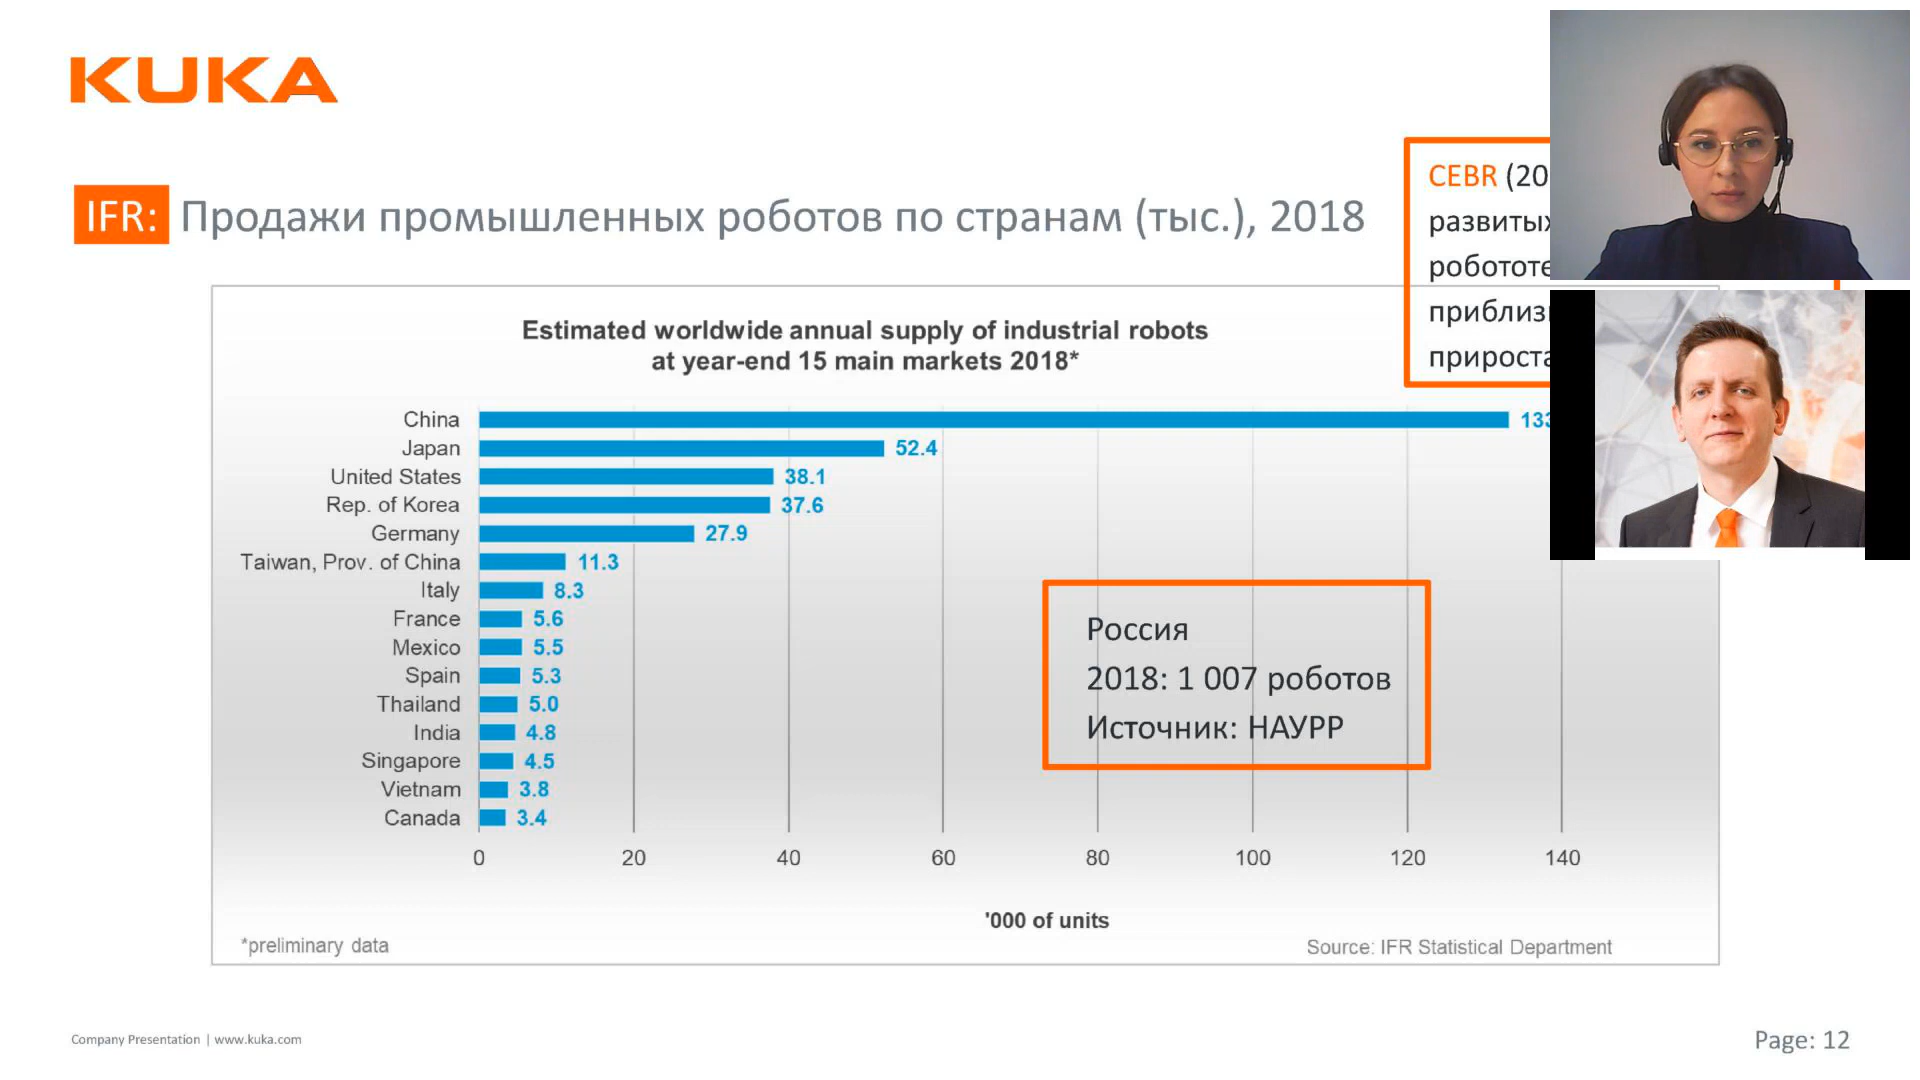 KUKA
IFR: Продажи промышленных роботов по странам (тыс.), 2018
CEBR
Estimated worldwide annual supply of industrial robots
at year-end 15 main markets 2018*
China
Japan 52.4
United States 38.1
Rep. of Korea 37.6
Germany 27.9
Taiwan, Prov. of China 11.3
Italy 8.3
France 5.6
Mexico 5.5
Spain 5.3
Thailand 5.0
India 4.8
Singapore 4.5
Vietnam 3.8
Canada 3.4
Россия
2018: 1 007 роботов
Источник: НАУРР
0 20 40 60 80 100 120 140
'000 of units
*preliminary data
Source: IFR Statistical Department
Company Presentation | www.kuka.com
Page: 12